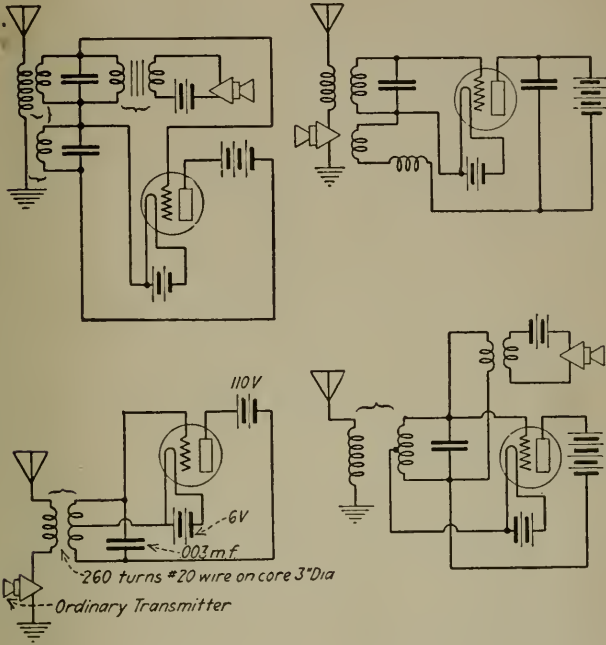 110V
6V
.003 m.f.
260 turns #20 wire on core 3"Dia
Ordinary Transmitter